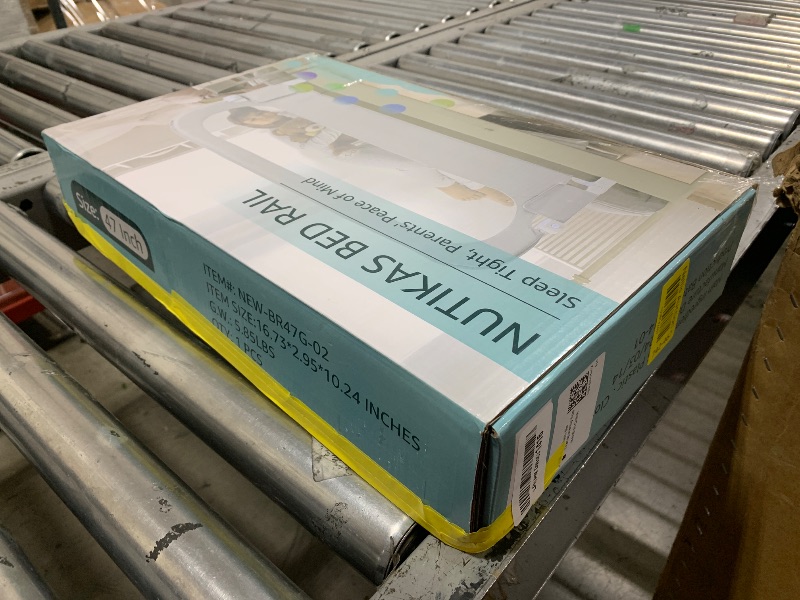 NUTIKAS BED RAIL
Sleep Tight, Parents' Peace of Mind
Size: 47 Inch
ITEM#: NEW-BR47G-02
ITEM SIZE:16.73*2.95*10.24 INCHES
GW.: 5.85LBS
QTY: 1 PCS